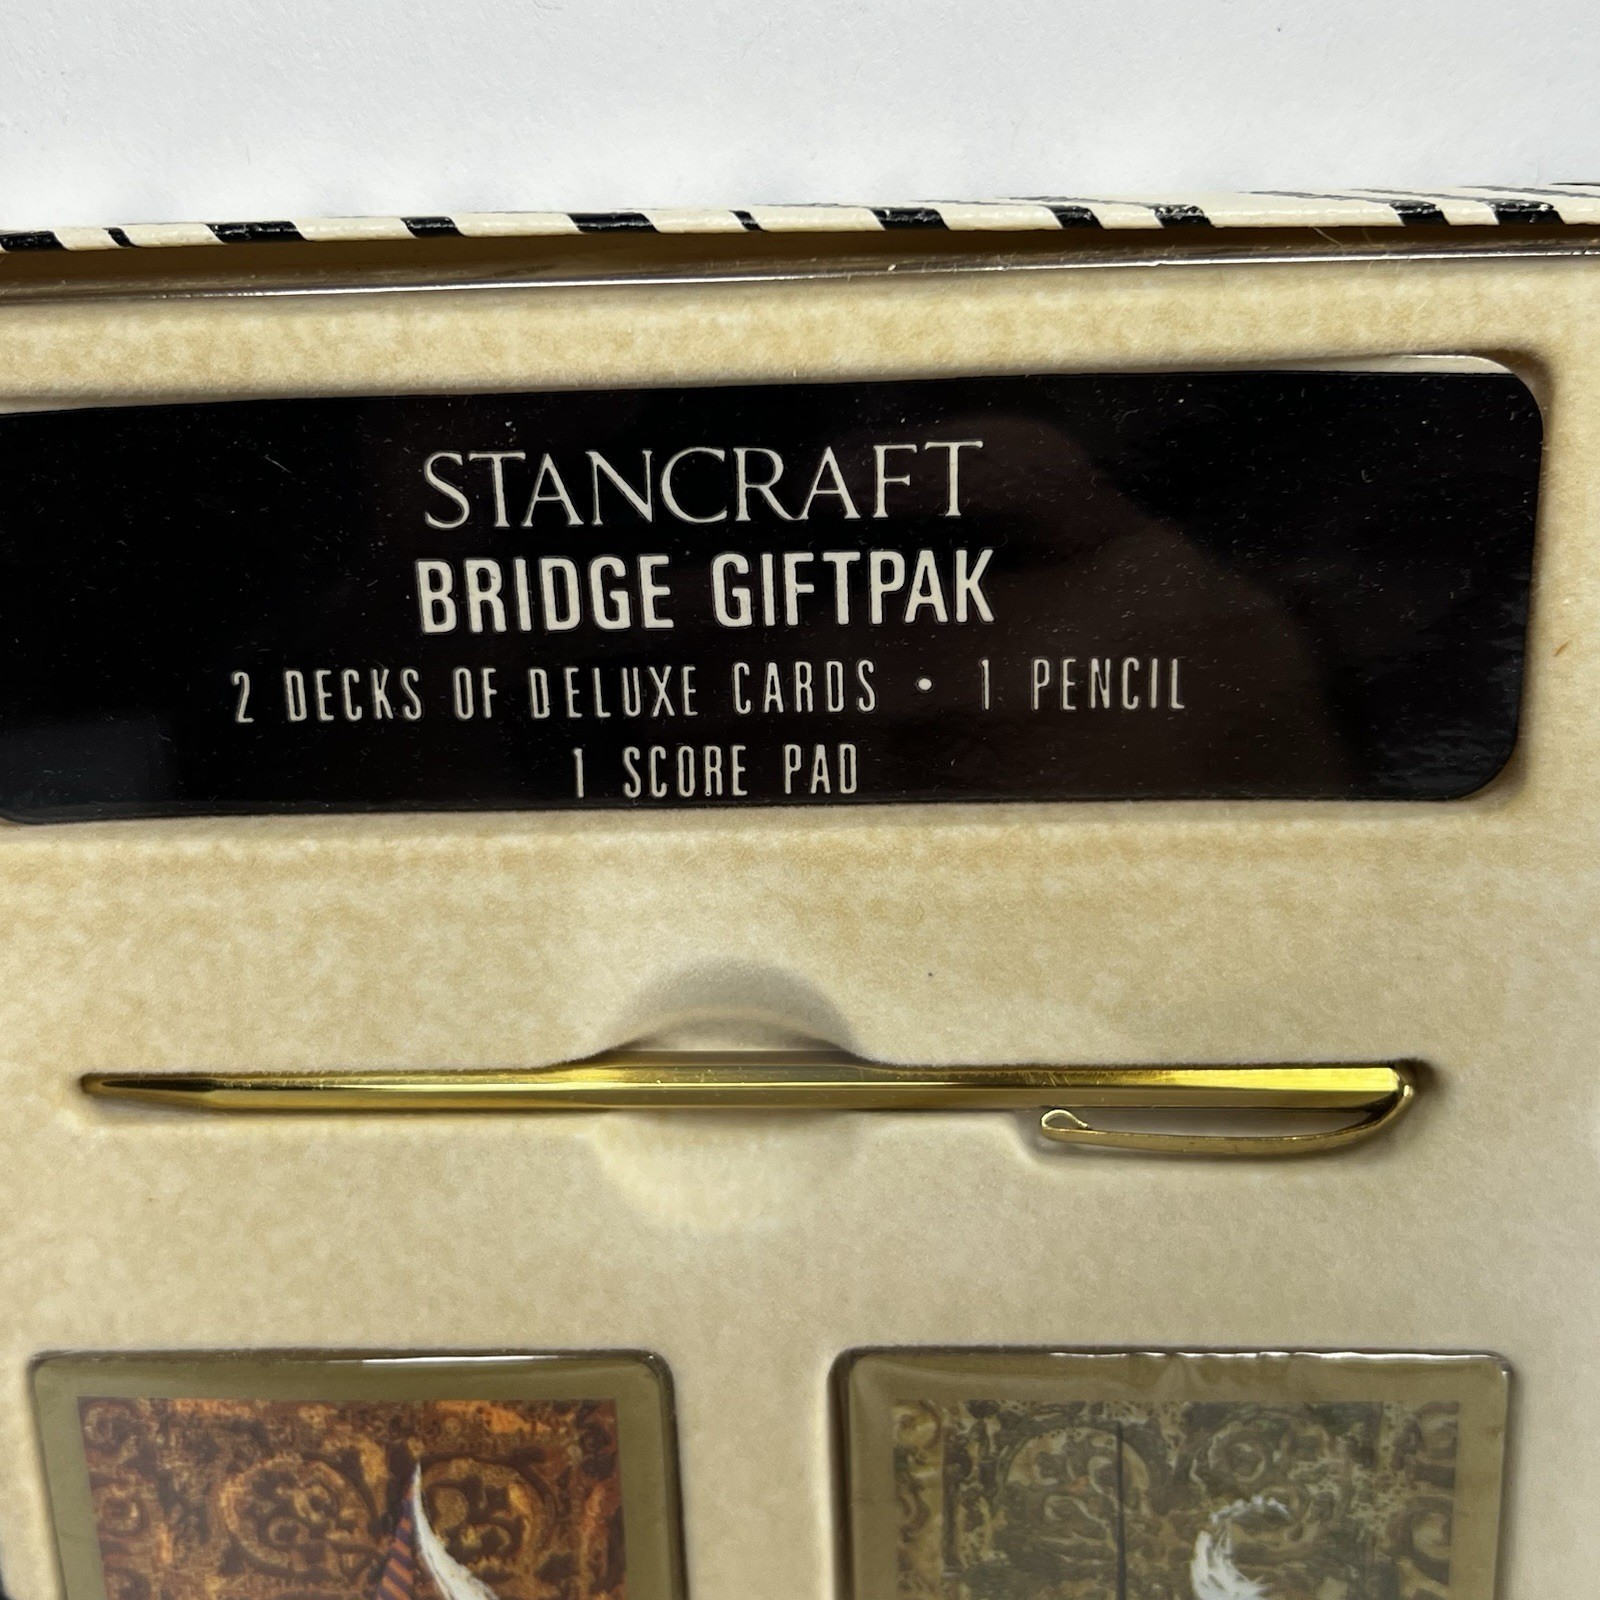 STANCRAFT
BRIDGE GIFTPAK
2 DECKS OF DELUXE CARDS • 1 PENCIL
1 SCORE PAD